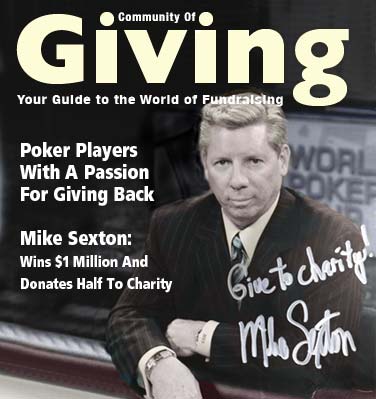 Community Of
Giving
Your Guide to the World of Fundraising
Poker Players
With A Passion
For Giving Back
Mike Sexton:
Wins $1 Million And
Donates Half To Charity
WORL
POKER
Give to charity!
Mike Sexton